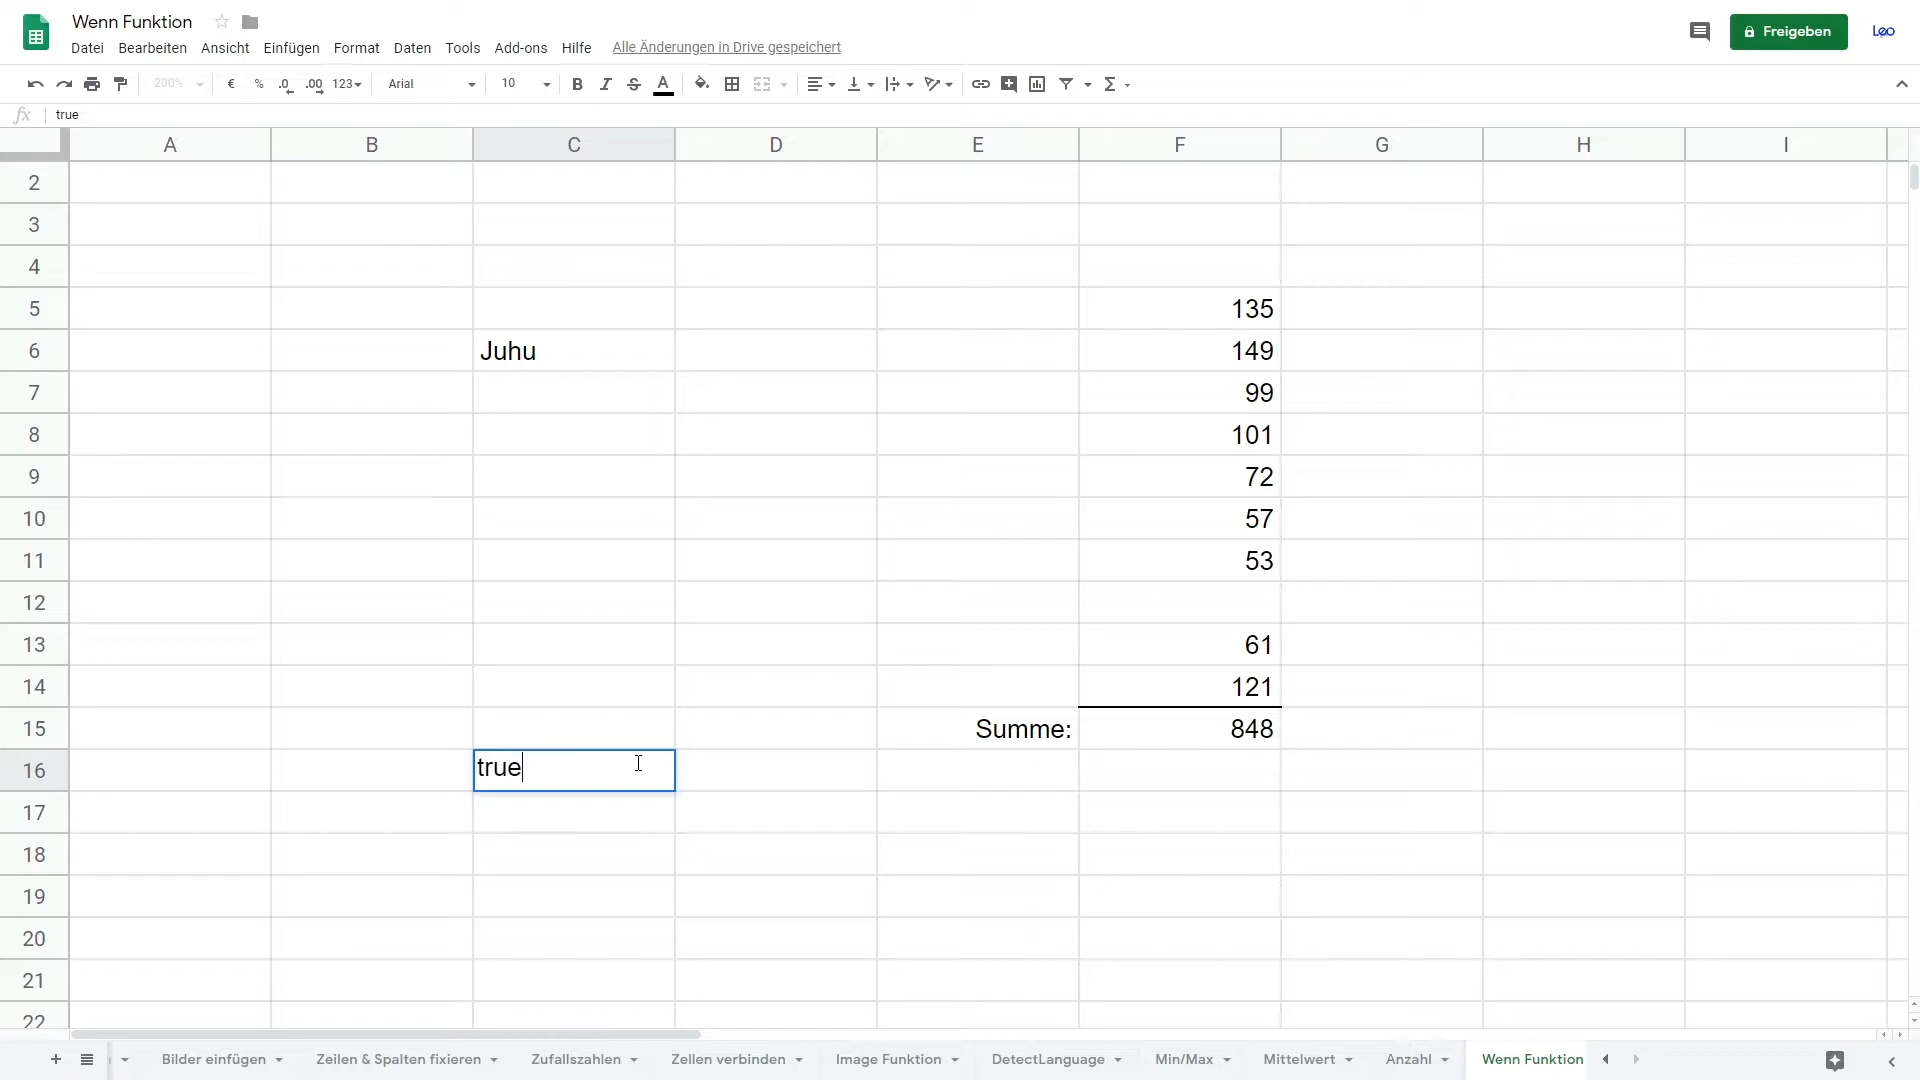 Wenn Funktion
Datei Bearbeiten Ansicht Einfügen Format Daten Tools Add-ons Hilfe Alle Änderungen in Drive gespeichert
Freigeben
Leo
200% € % .0 .00 123 Arial 10 B I S A Σ
fx true
A B C D E F G H I
2
3
4
5 135
6 Juhu 149
7 99
8 101
9 72
10 57
11 53
12
13 61
14 121
15 Summe: 848
16 true
17
18
19
20
21
22
Bilder einfügen Zeilen & Spalten fixieren Zufallszahlen Zellen verbinden Image Funktion DetectLanguage Min/Max Mittelwert Anzahl Wenn Funktion